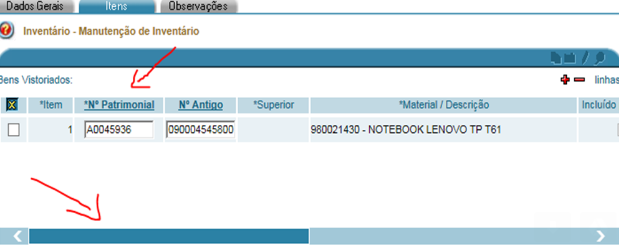 Dados Gerais Itens Observações
Inventário - Manutenção de Inventário
Bens Vistoriados: linhas
*Item *Nº Patrimonial Nº Antigo *Superior *Material / Descrição Incluído
1 A0045936 090004545800 980021430 - NOTEBOOK LENOVO TP T61